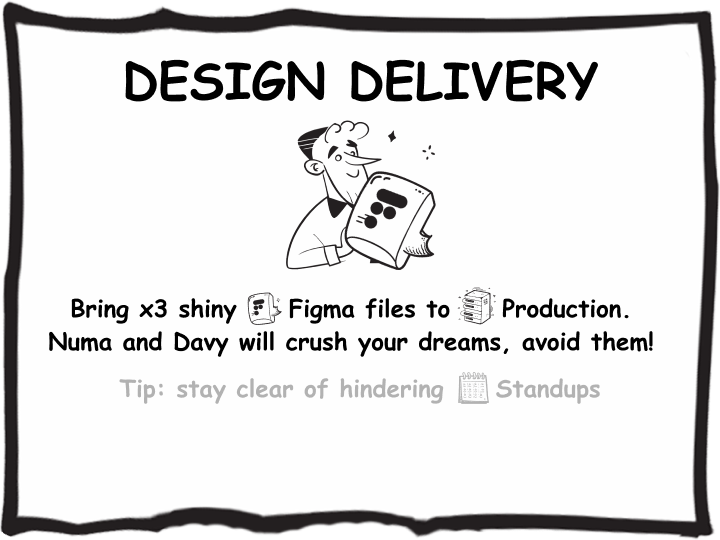 DESIGN DELIVERY
Bring x3 shiny Figma files to Production.
Numa and Davy will crush your dreams, avoid them!
Tip: stay clear of hindering Standups